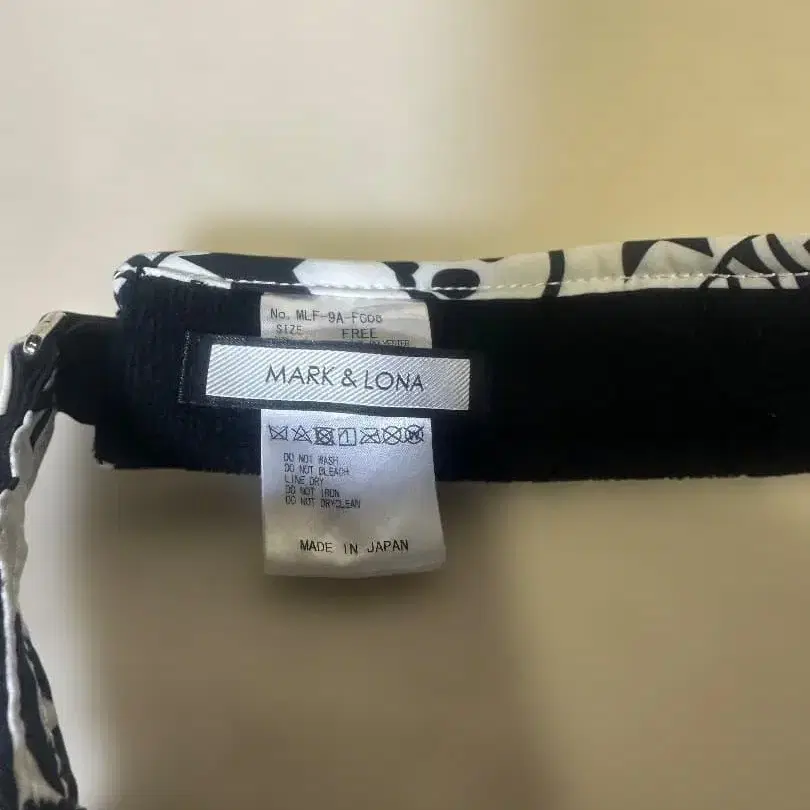 No. MLF-9A-FC08
SIZE FREE
MARK & LONA
DO NOT WASH
DO NOT BLEACH
LINE DRY
DO NOT IRON
DO NOT DRYCLEAN
MADE IN JAPAN